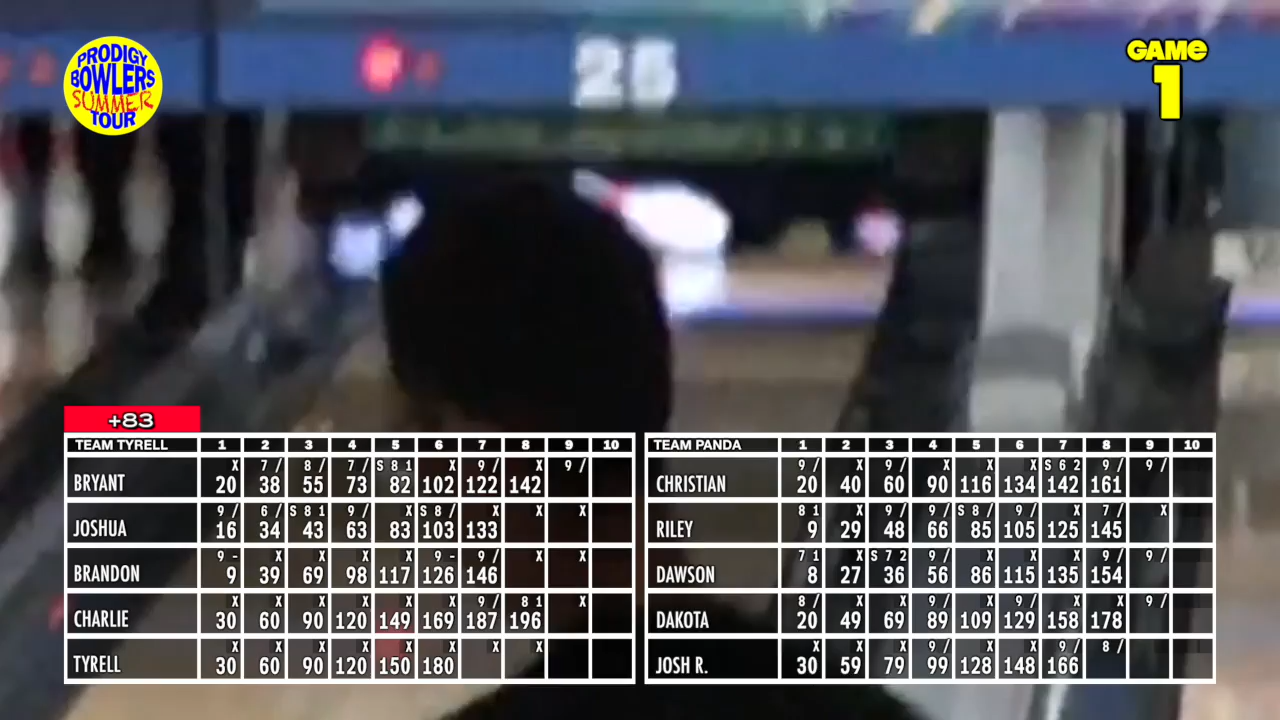 PRODIGY
BOWLERS
SUMMER
TOUR
GAME
1
25
+83
TEAM TYRELL 1 2 3 4 5 6 7 8 9 10
BRYANT X 7 / 8 / 7 / S 8 1 X 9 / X 9 /
20 38 55 73 82 102 122 142
JOSHUA 9 / 6 / S 8 1 9 / X S 8 / X X X
16 34 43 63 83 103 133
BRANDON 9 - X X X X 9 - 9 / X X
9 39 69 98 117 126 146
CHARLIE X X X X X X 9 / 8 1 X
30 60 90 120 149 169 187 196
TYRELL X X X X X X X X
30 60 90 120 150 180
TEAM PANDA 1 2 3 4 5 6 7 8 9 10
CHRISTIAN 9 / X 9 / X X X S 6 2 9 / 9 /
20 40 60 90 116 134 142 161
RILEY 8 1 X 9 / 9 / S 8 / 9 / X 7 / X
9 29 48 66 85 105 125 145
DAWSON 7 1 X S 7 2 9 / X X X 9 / 9 /
8 27 36 56 86 115 135 154
DAKOTA 8 / X X 9 / X 9 / X X 9 /
20 49 69 89 109 129 158 178
JOSH R. X X X 9 / X X 9 / 8 /
30 59 79 99 128 148 166